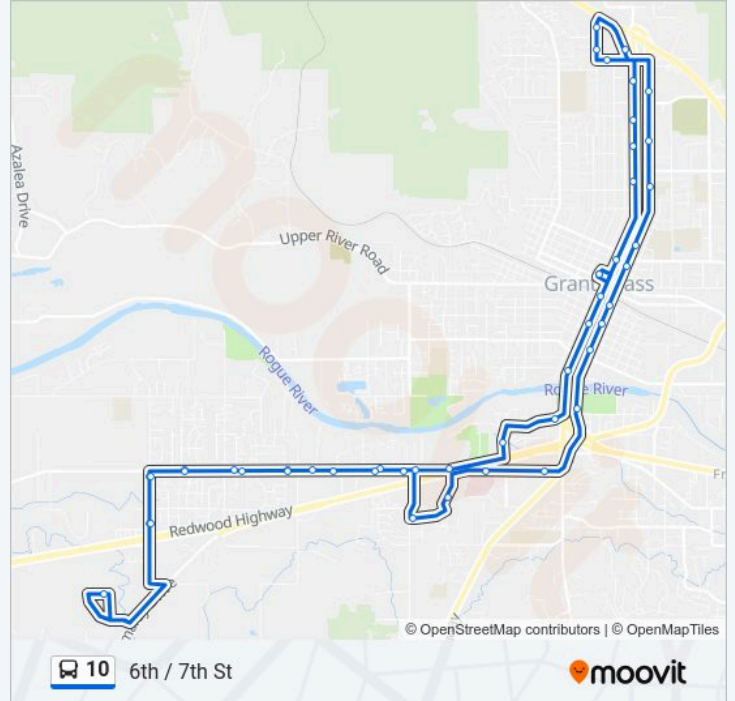 Azalea Drive
Upper River Road
Grants Pass
Rogue River
Rogue River
Redwood Highway
Fr
© OpenStreetMap contributors | © OpenMapTiles
10 6th / 7th St
moovit